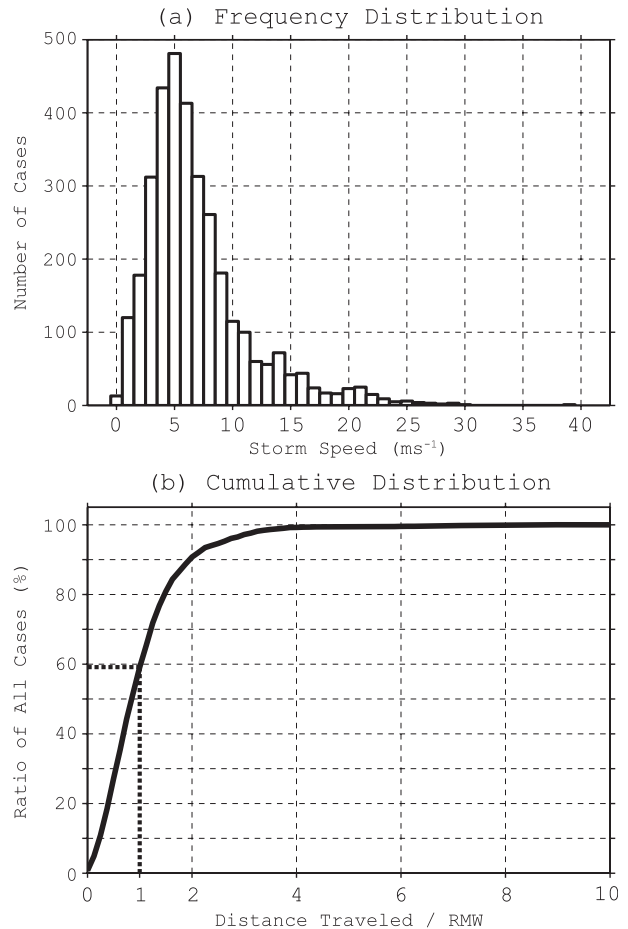 (a) Frequency Distribution
500
400
300
200
100
0
Number of Cases
0 5 10 15 20 25 30 35 40
Storm Speed (ms⁻¹)
(b) Cumulative Distribution
100
80
60
40
20
0
Ratio of All Cases (%)
0 1 2 4 6 8 10
Distance Traveled / RMW